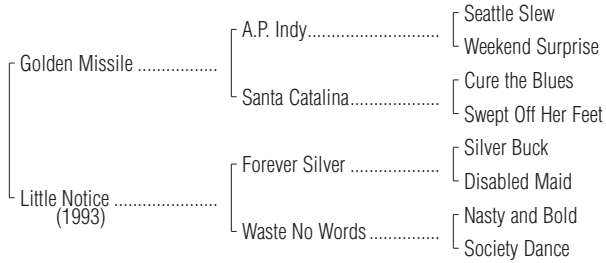 Seattle Slew
A.P. Indy..............................
Weekend Surprise
Golden Missile ..................
Cure the Blues
Santa Catalina....................
Swept Off Her Feet
Silver Buck
Forever Silver ....................
Disabled Maid
Little Notice .......................
(1993)
Nasty and Bold
Waste No Words...............
Society Dance